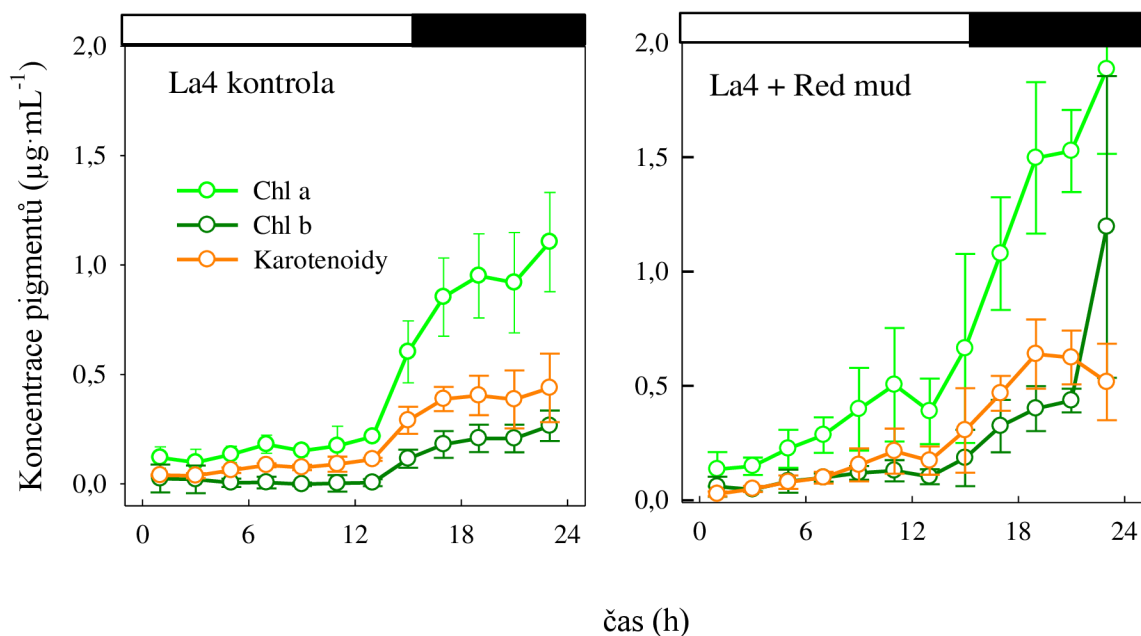 La4 kontrola
La4 + Red mud
Koncentrace pigmentů (µg·mL⁻¹)
2,0
1,5
1,0
0,5
0,0
Chl a
Chl b
Karotenoidy
0 6 12 18 24
2,0
1,5
1,0
0,5
0,0
0 6 12 18 24
čas (h)